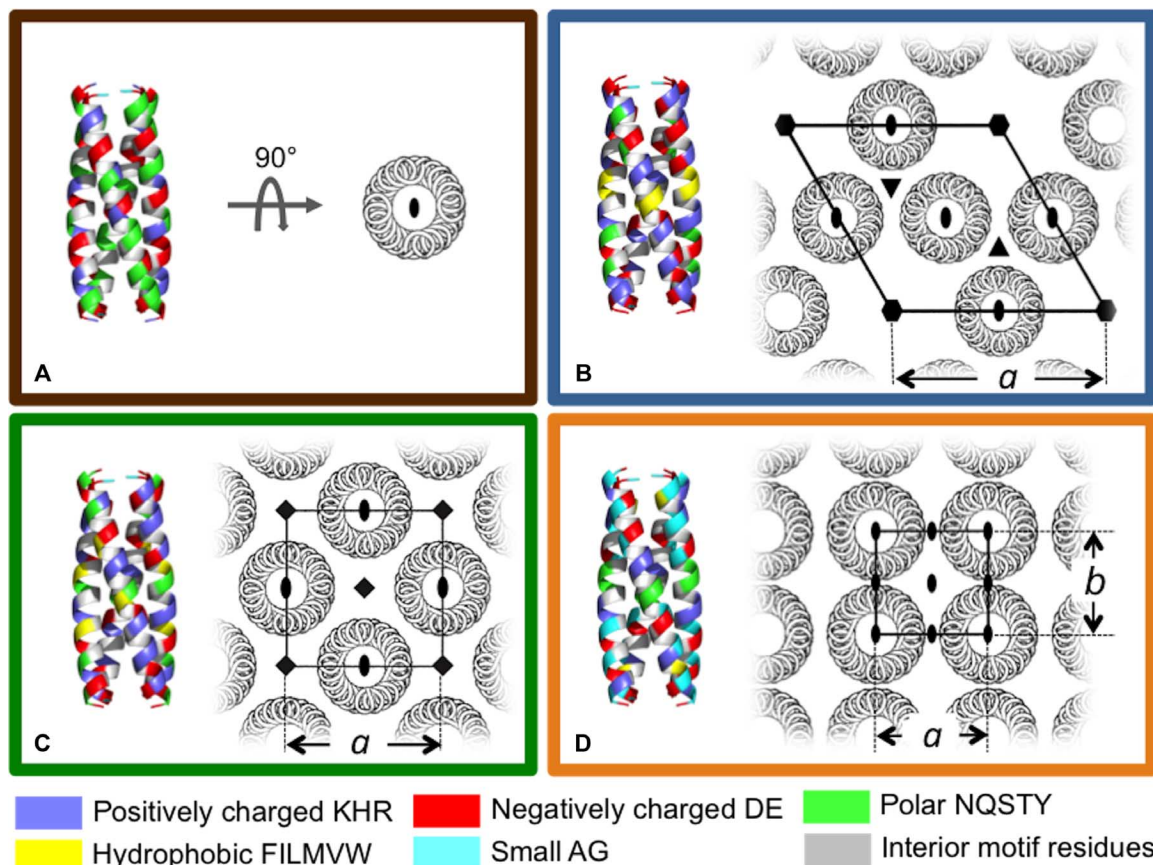 90°
A
B
a
C
a
D
b
a
Positively charged KHR
Negatively charged DE
Polar NQSTY
Hydrophobic FILMVW
Small AG
Interior motif residues